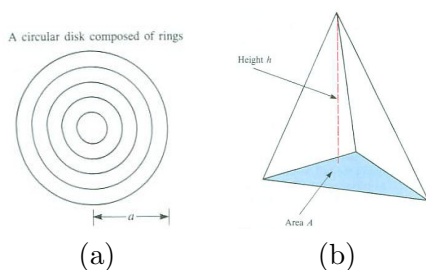 A circular disk composed of rings
a
Height h
Area A
(a)
(b)